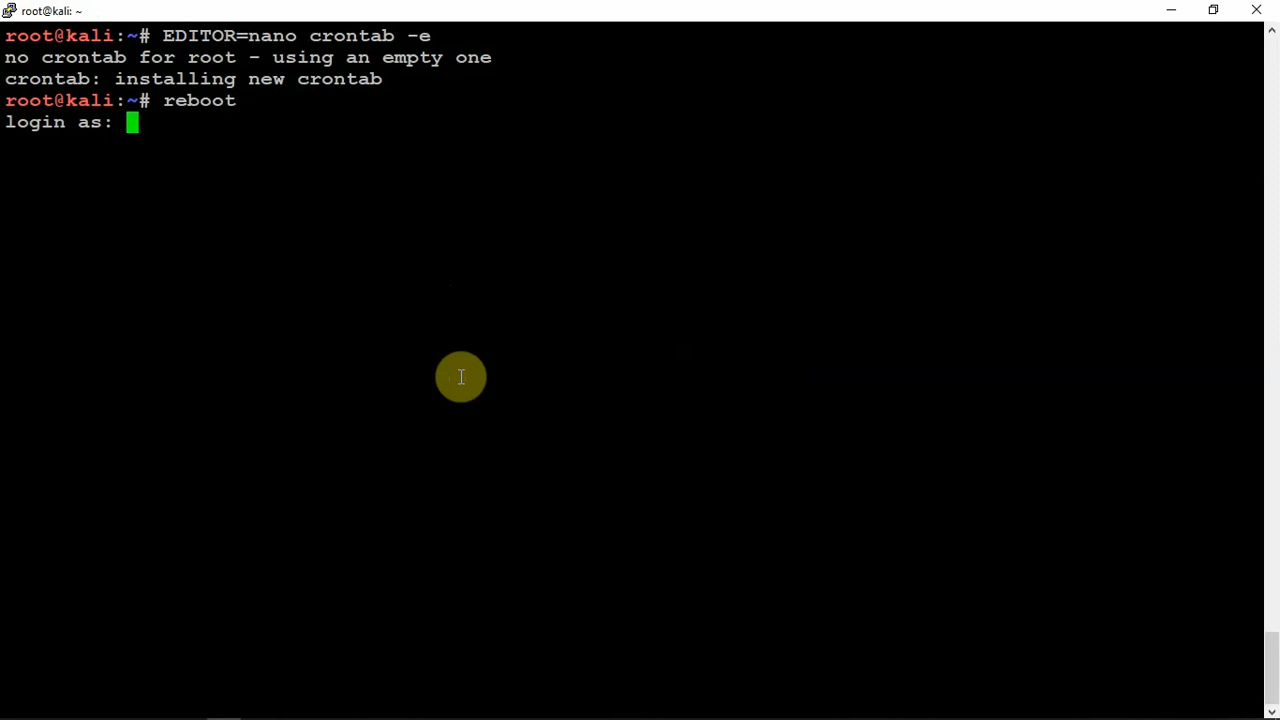 root@kali: ~
root@kali:~# EDITOR=nano crontab -e
no crontab for root - using an empty one
crontab: installing new crontab
root@kali:~# reboot
login as: